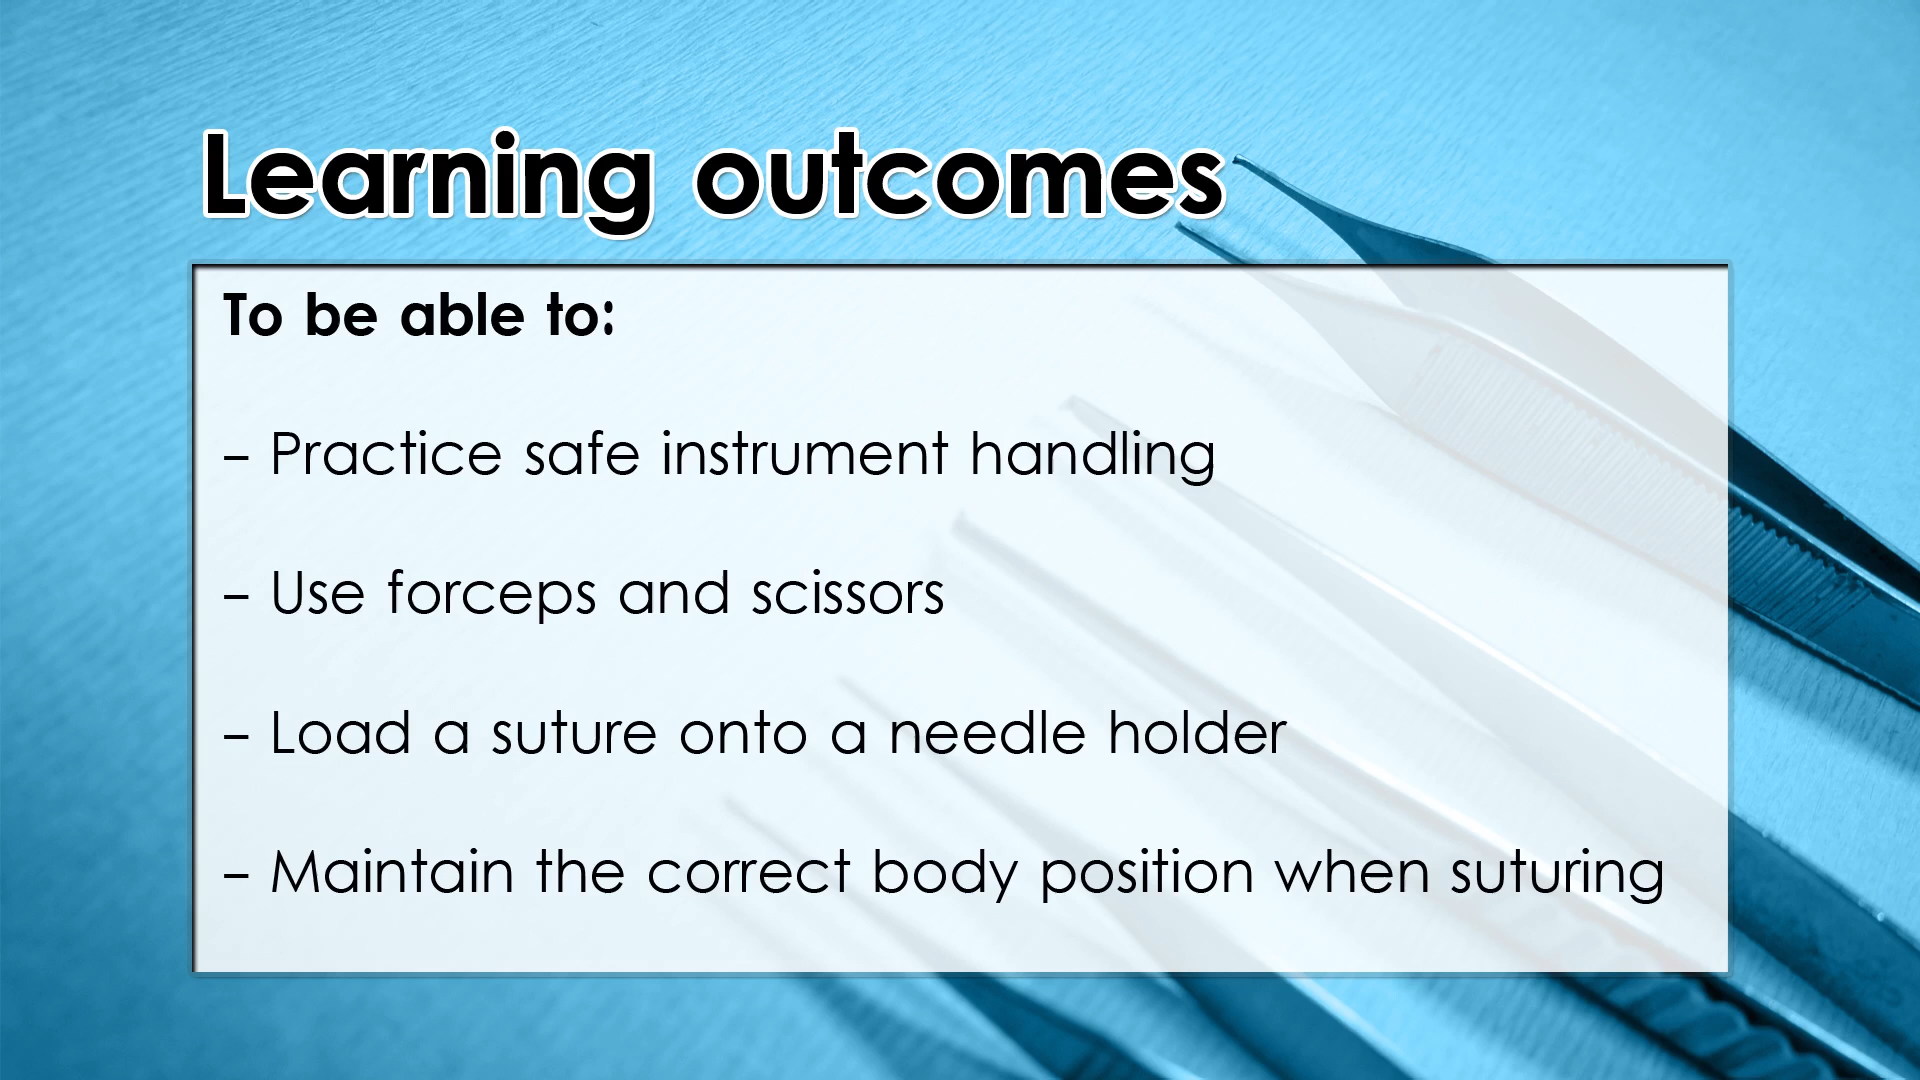 Learning outcomes
To be able to:
– Practice safe instrument handling
– Use forceps and scissors
– Load a suture onto a needle holder
– Maintain the correct body position when suturing